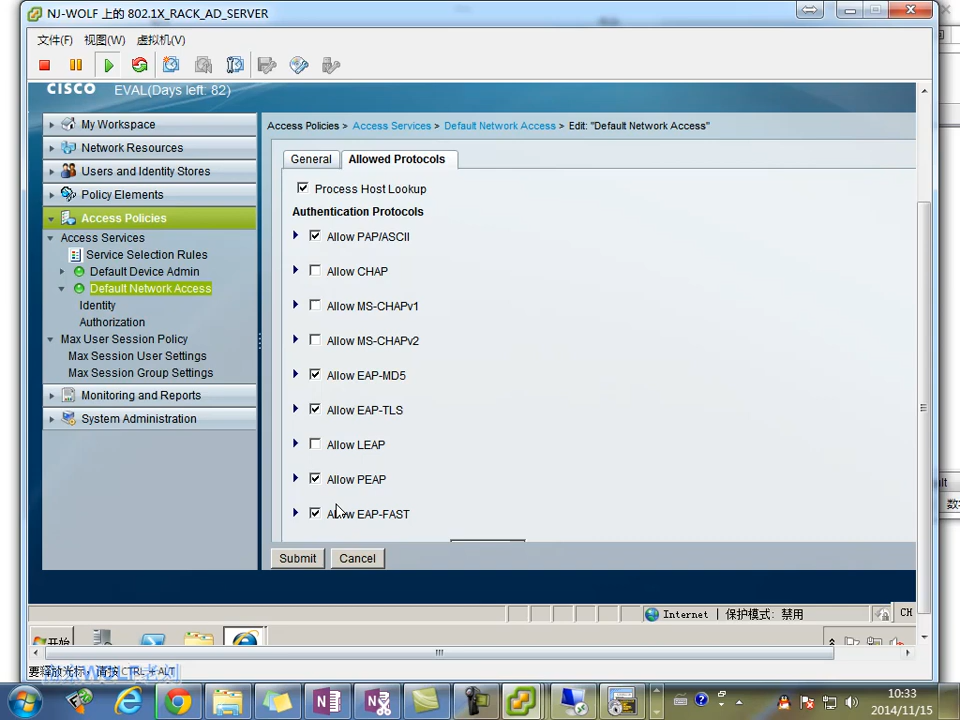 NJ-WOLF 上的 802.1X_RACK_AD_SERVER
文件(F) 视图(W) 虚拟机(V)
CISCO EVAL(Days left: 82)
My Workspace
Network Resources
Users and Identity Stores
Policy Elements
Access Policies
Access Services
Service Selection Rules
Default Device Admin
Default Network Access
Identity
Authorization
Max User Session Policy
Max Session User Settings
Max Session Group Settings
Monitoring and Reports
System Administration
Access Policies > Access Services > Default Network Access > Edit: "Default Network Access"
General Allowed Protocols
Process Host Lookup
Authentication Protocols
Allow PAP/ASCII
Allow CHAP
Allow MS-CHAPv1
Allow MS-CHAPv2
Allow EAP-MD5
Allow EAP-TLS
Allow LEAP
Allow PEAP
Allow EAP-FAST
Submit Cancel
Internet | 保护模式: 禁用
CH
开始
要释放光标，请按 CTRL + ALT
10:33
2014/11/15